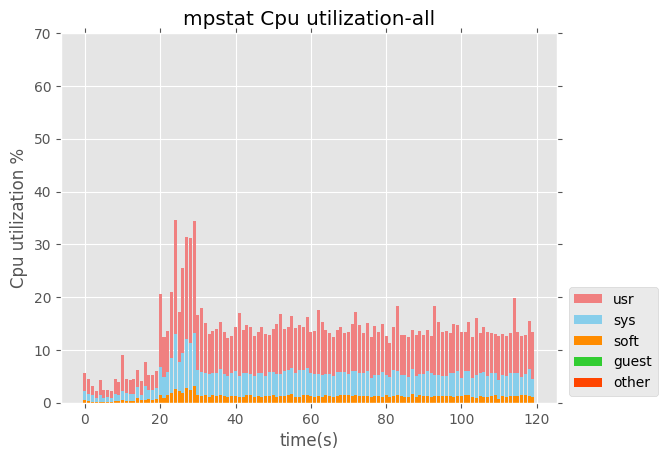 mpstat Cpu utilization-all
Cpu utilization %
70
60
50
40
30
20
10
0
0
20
40
60
80
100
120
time(s)
usr
sys
soft
guest
other